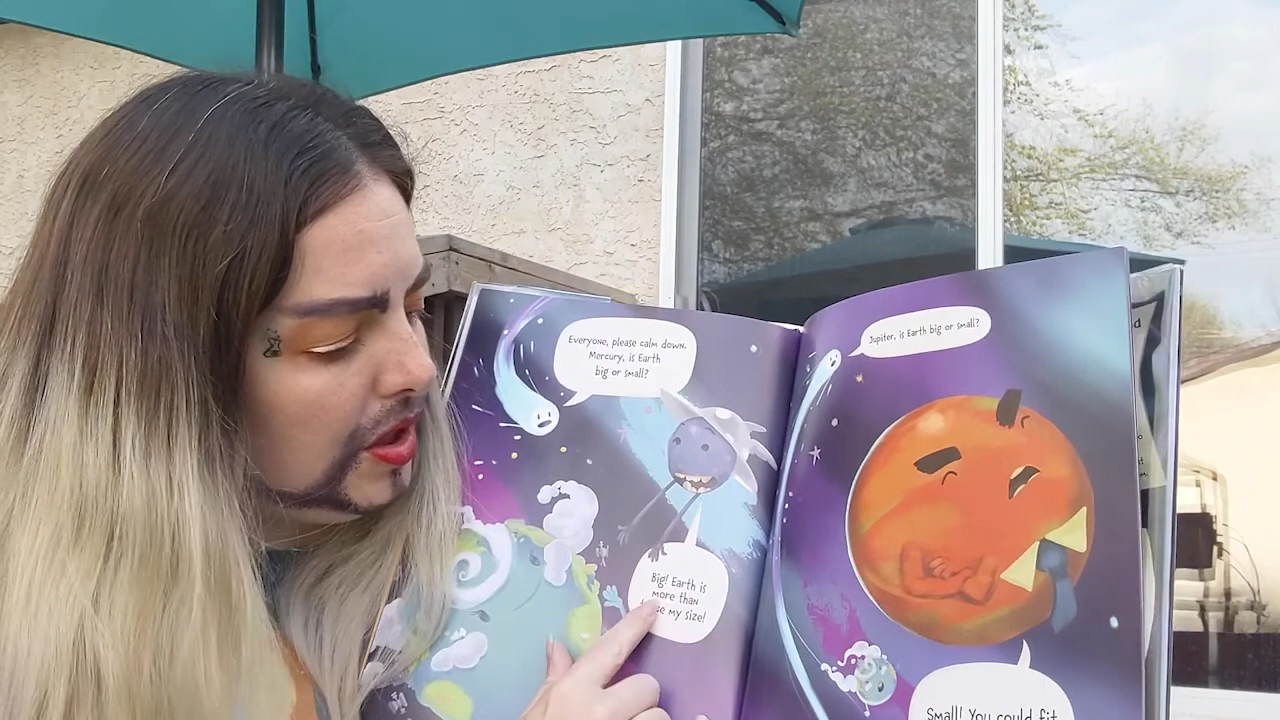 Everyone, please calm down.
Mercury, is Earth
big or small?
Big! Earth is
more than
my size!
Jupiter, is Earth big or small?
Small! You could fit